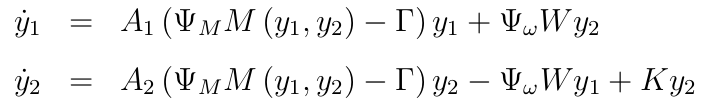 ẏ₁ = A₁ (Ψ_M M (y₁, y₂) − Γ) y₁ + Ψ_ω W y₂
ẏ₂ = A₂ (Ψ_M M (y₁, y₂) − Γ) y₂ − Ψ_ω W y₁ + K y₂